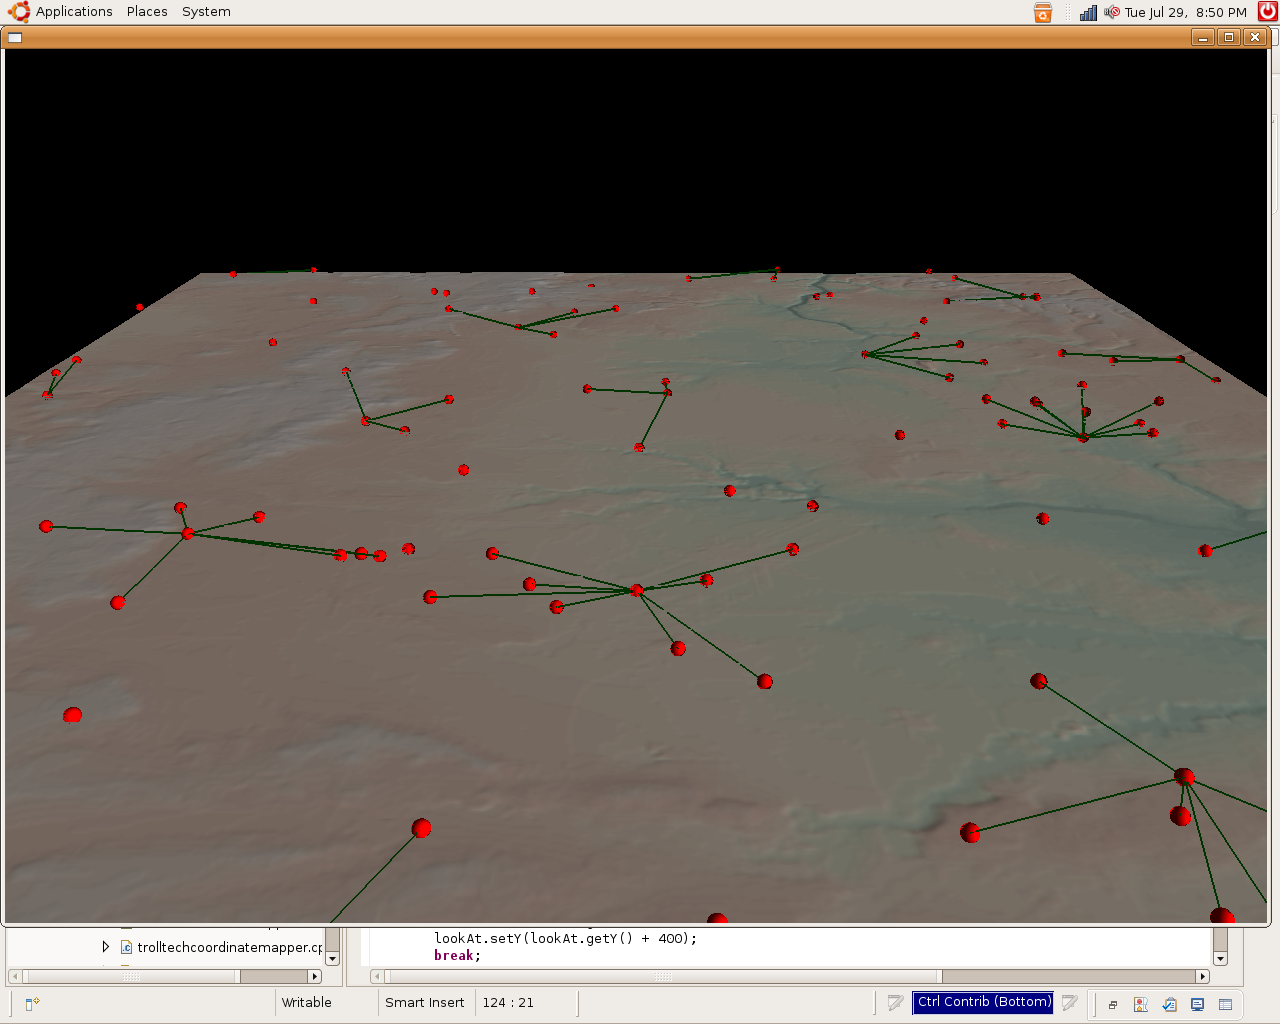 Applications Places System Tue Jul 29, 8:50 PM
trolltechcoordinatemapper.cp
lookAt.setY(lookAt.getY() + 400);
break;
Writable Smart Insert 124 : 21 Ctrl Contrib (Bottom)